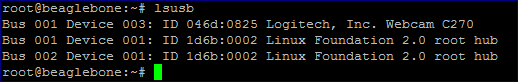 root@beaglebone:~# lsusb
Bus 001 Device 003: ID 046d:0825 Logitech, Inc. Webcam C270
Bus 001 Device 001: ID 1d6b:0002 Linux Foundation 2.0 root hub
Bus 002 Device 001: ID 1d6b:0002 Linux Foundation 2.0 root hub
root@beaglebone:~#